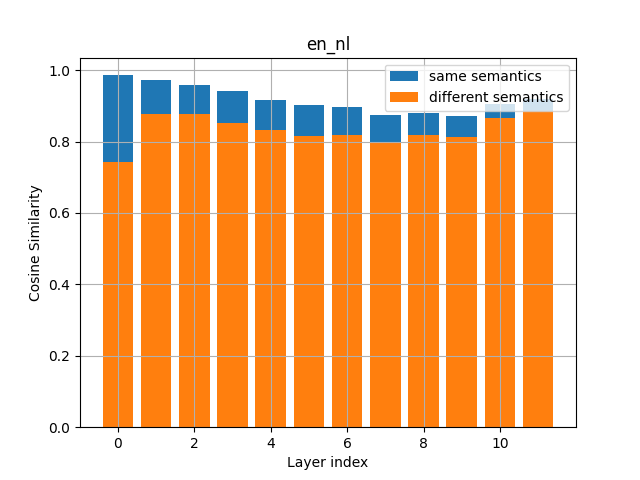 en_nl
same semantics
different semantics
Cosine Similarity
1.0
0.8
0.6
0.4
0.2
0.0
0 2 4 6 8 10
Layer index